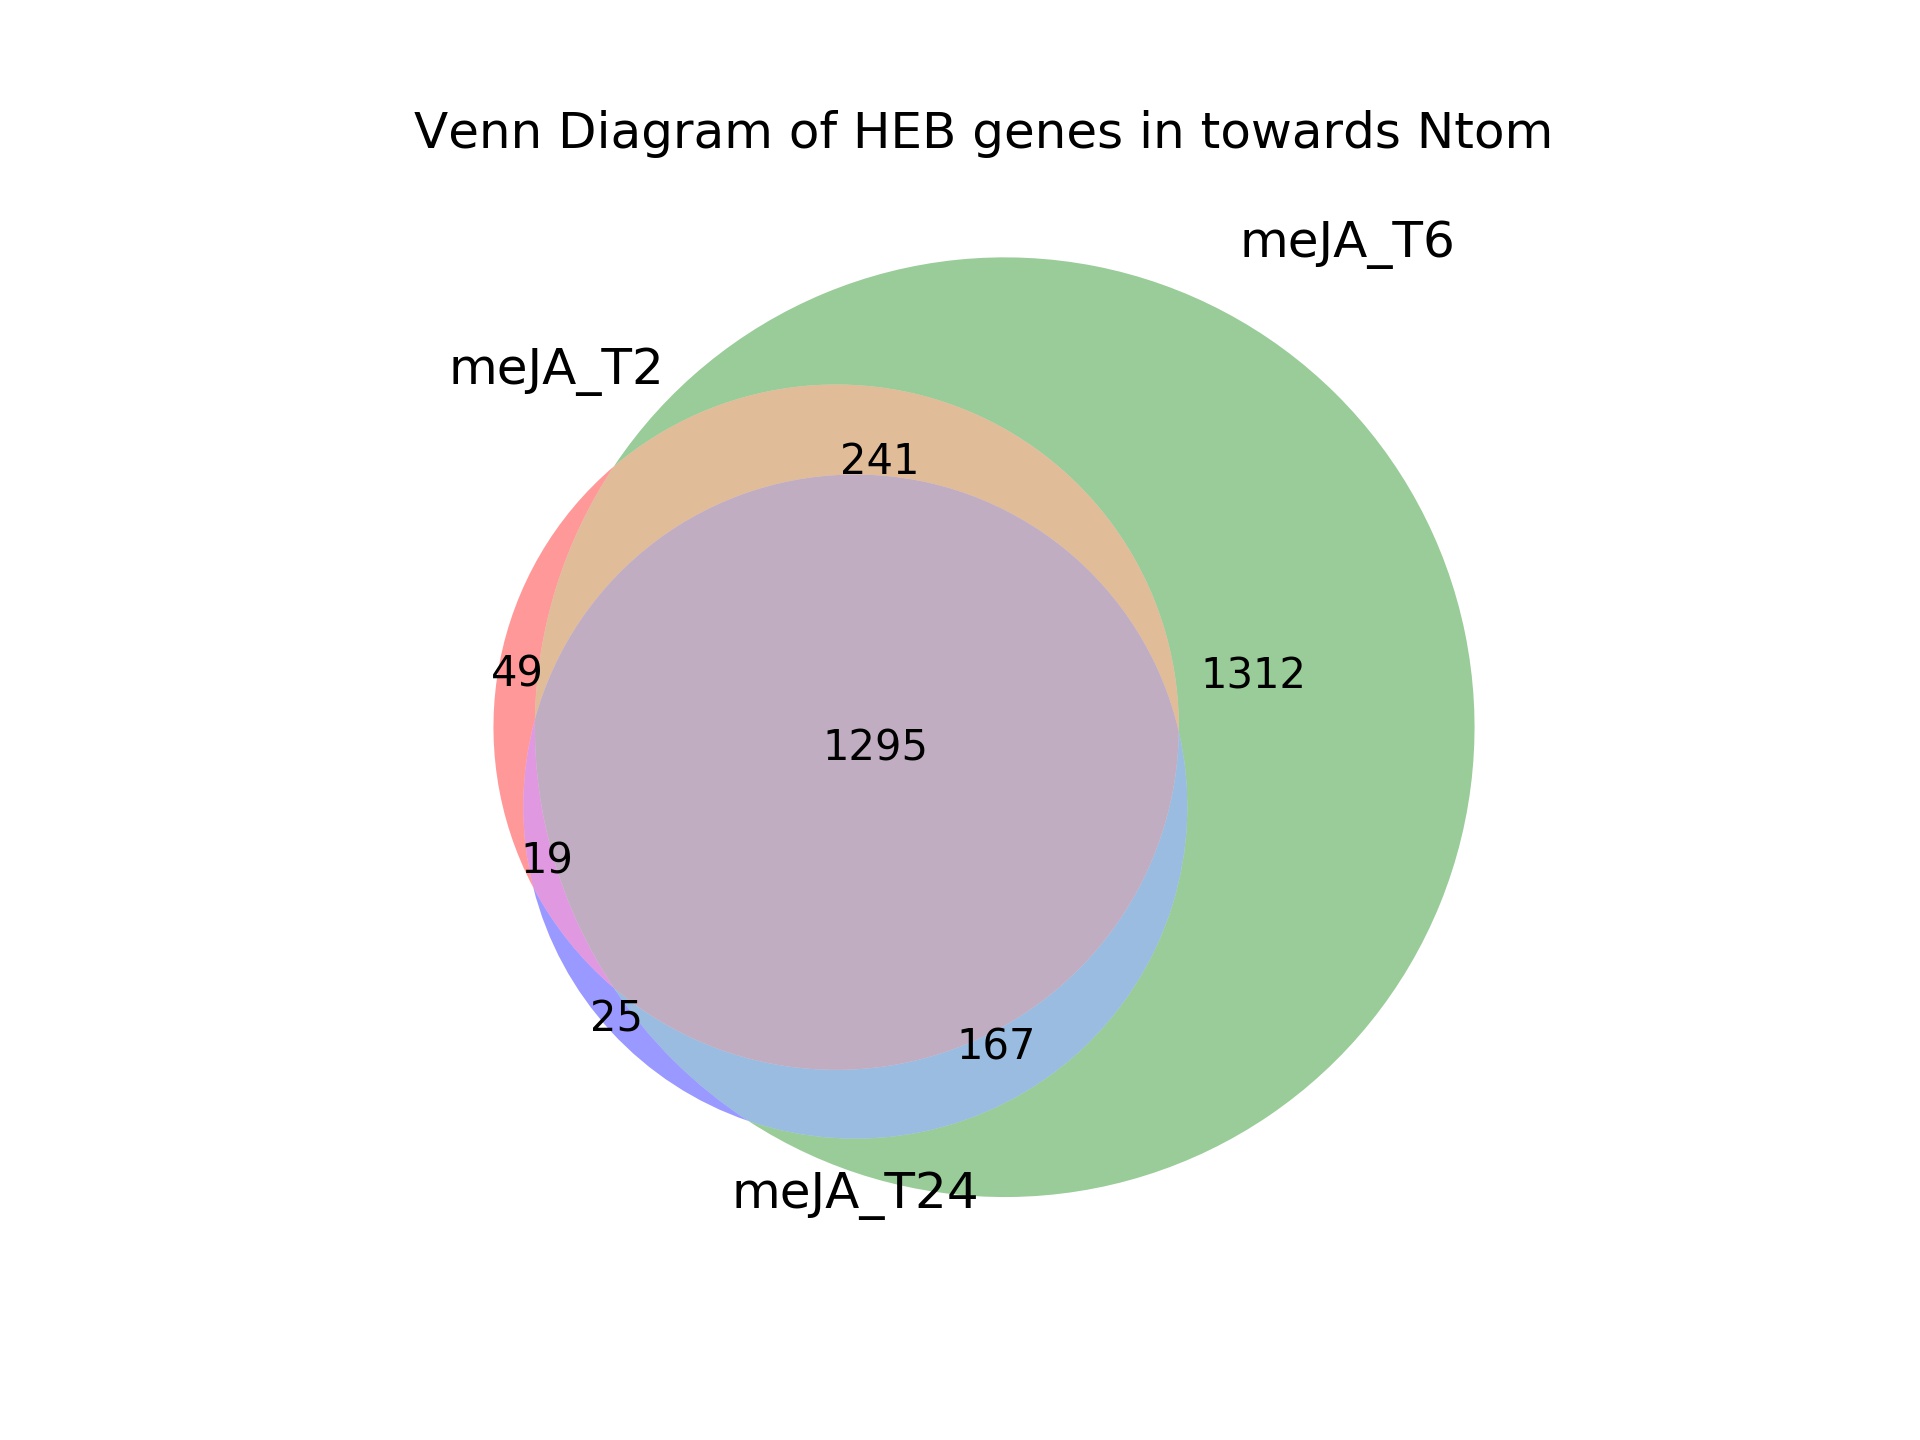 Venn Diagram of HEB genes in towards Ntom
meJA_T6
meJA_T2
241
49
1312
1295
19
25
167
meJA_T24